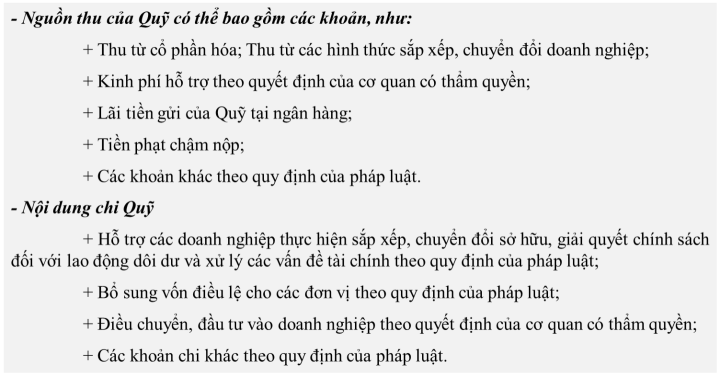 - Nguồn thu của Quỹ có thể bao gồm các khoản, như:
+ Thu từ cổ phần hóa; Thu từ các hình thức sắp xếp, chuyển đổi doanh nghiệp;
+ Kinh phí hỗ trợ theo quyết định của cơ quan có thẩm quyền;
+ Lãi tiền gửi của Quỹ tại ngân hàng;
+ Tiền phạt chậm nộp;
+ Các khoản khác theo quy định của pháp luật.
- Nội dung chi Quỹ
+ Hỗ trợ các doanh nghiệp thực hiện sắp xếp, chuyển đổi sở hữu, giải quyết chính sách
đối với lao động dôi dư và xử lý các vấn đề tài chính theo quy định của pháp luật;
+ Bổ sung vốn điều lệ cho các đơn vị theo quy định của pháp luật;
+ Điều chuyển, đầu tư vào doanh nghiệp theo quyết định của cơ quan có thẩm quyền;
+ Các khoản chi khác theo quy định của pháp luật.